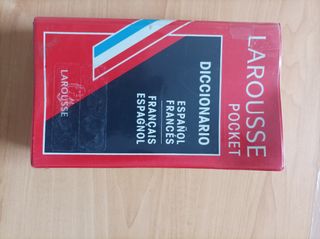 LAROUSSE
POCKET
DICCIONARIO
ESPAÑOL
FRANCÉS
FRANÇAIS
ESPAGNOL
LAROUSSE